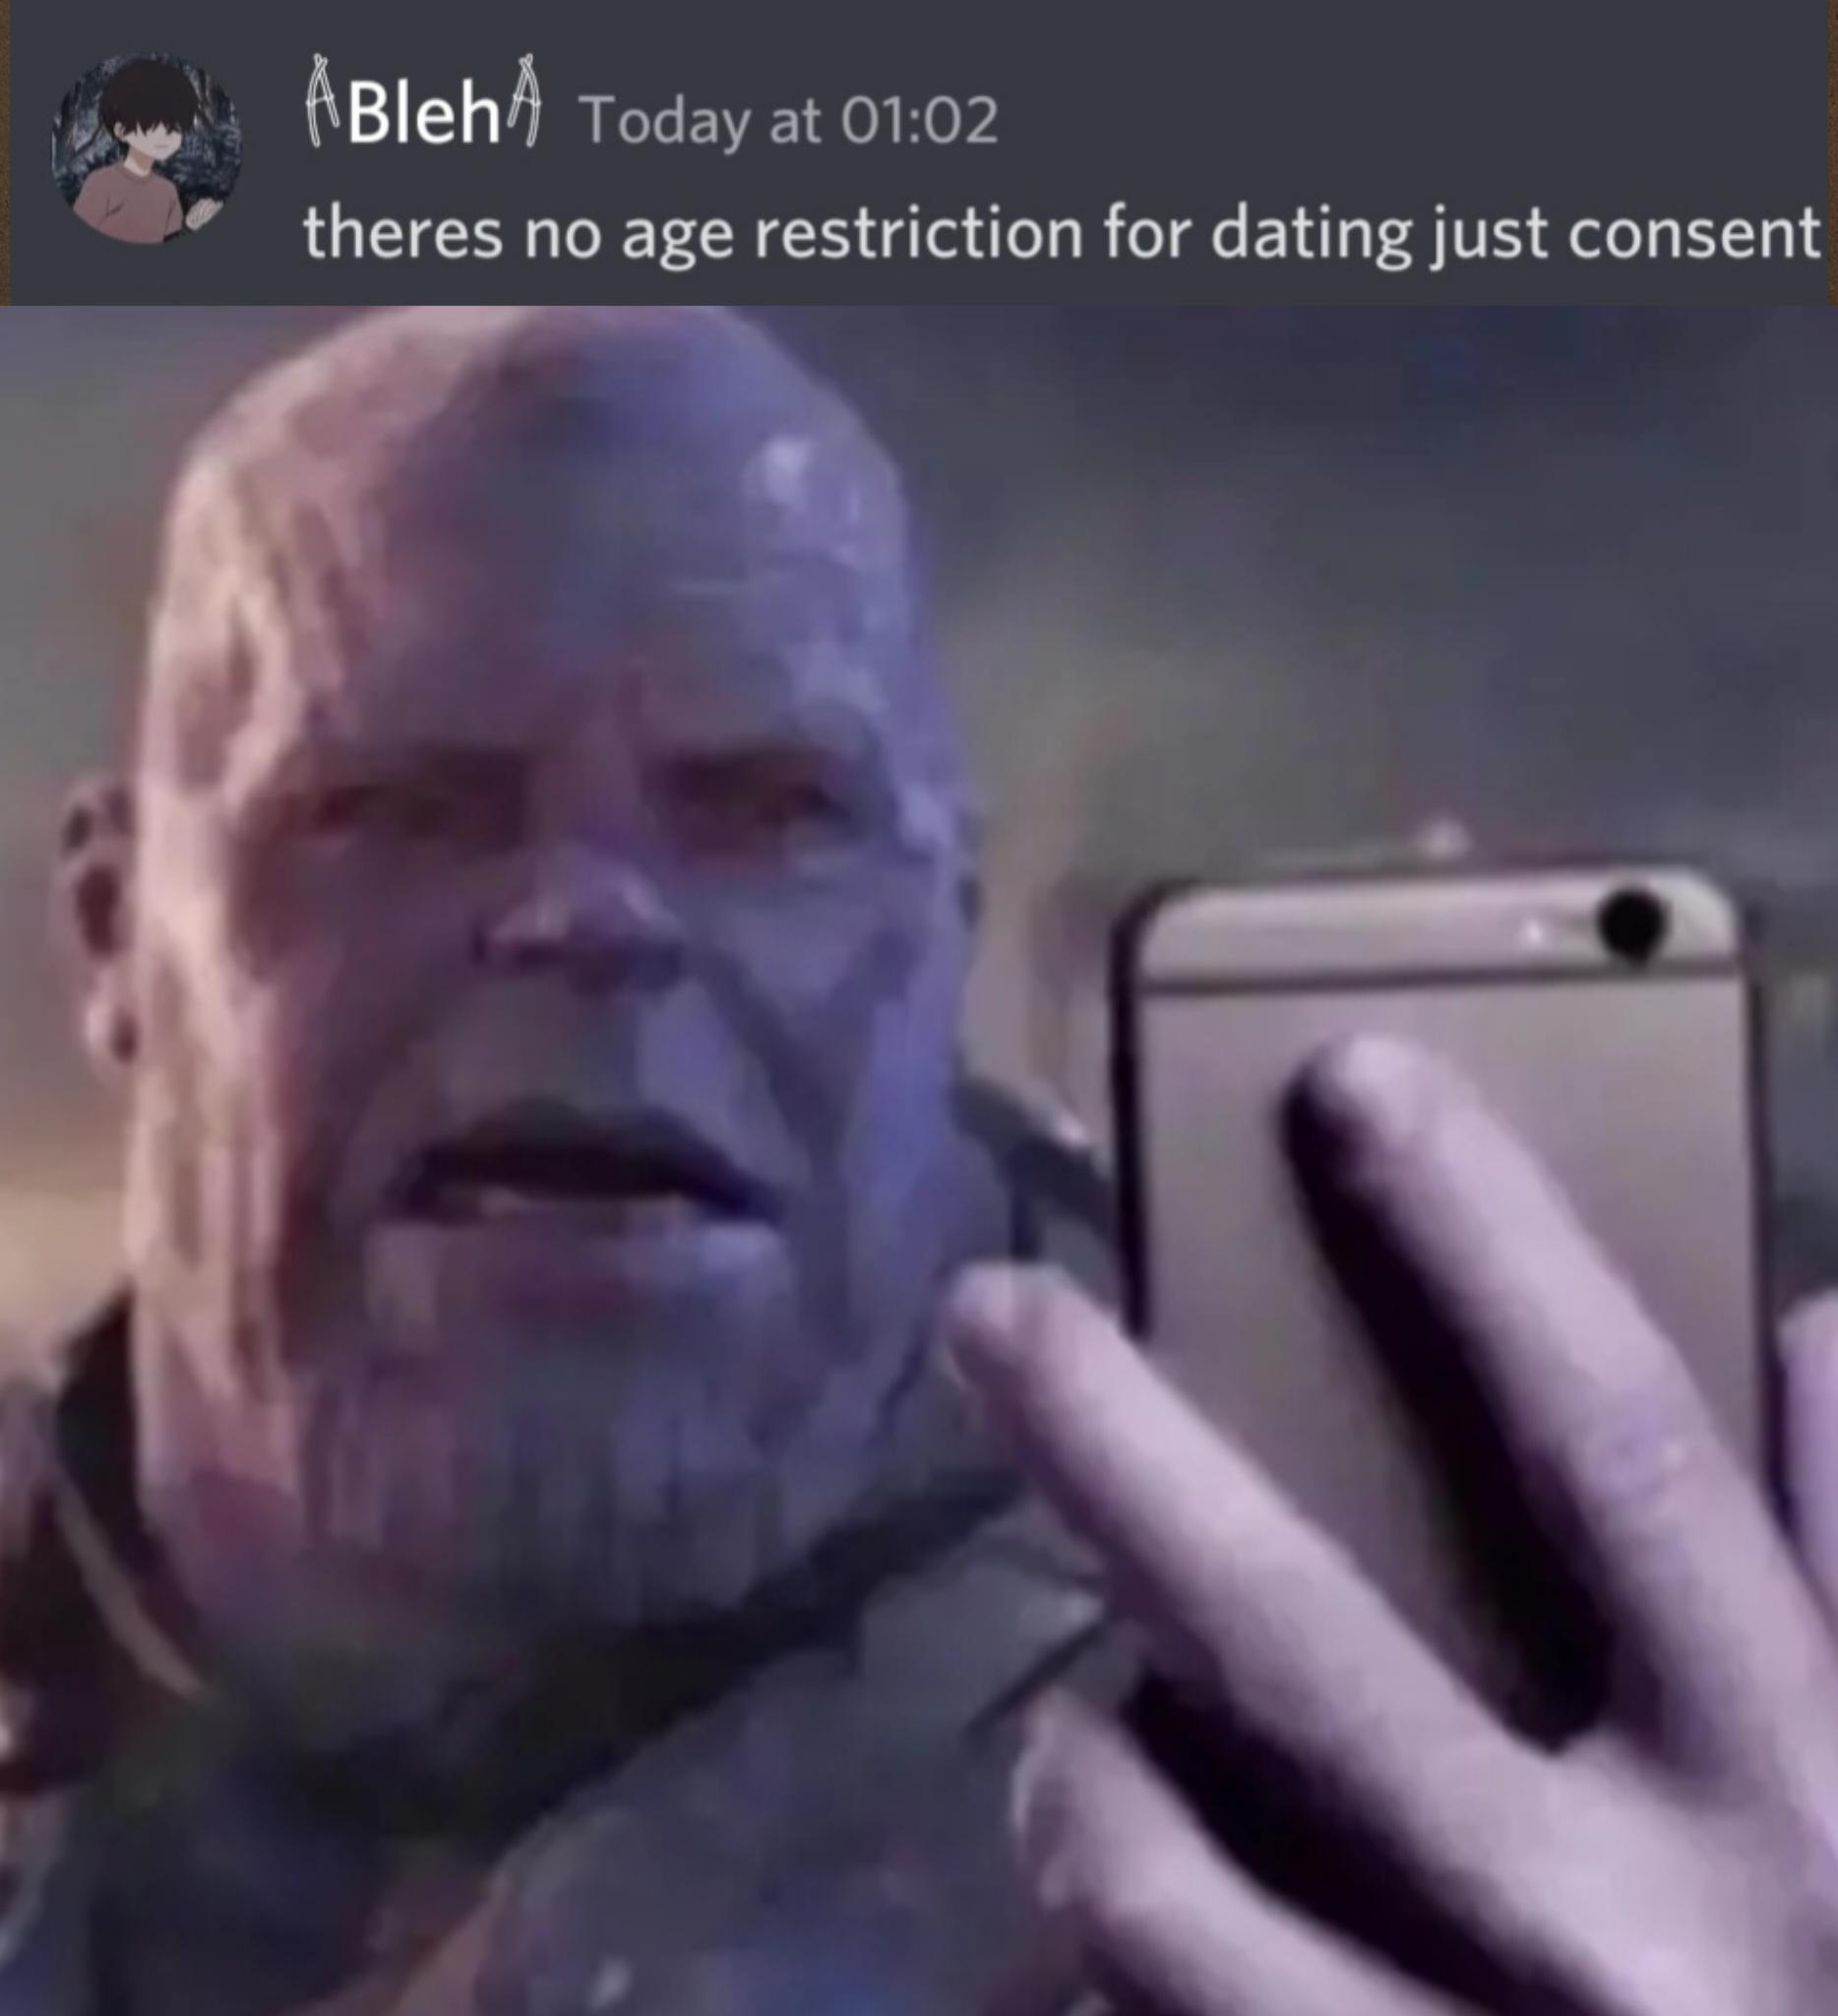 Bleh Today at 01:02
theres no age restriction for dating just consent